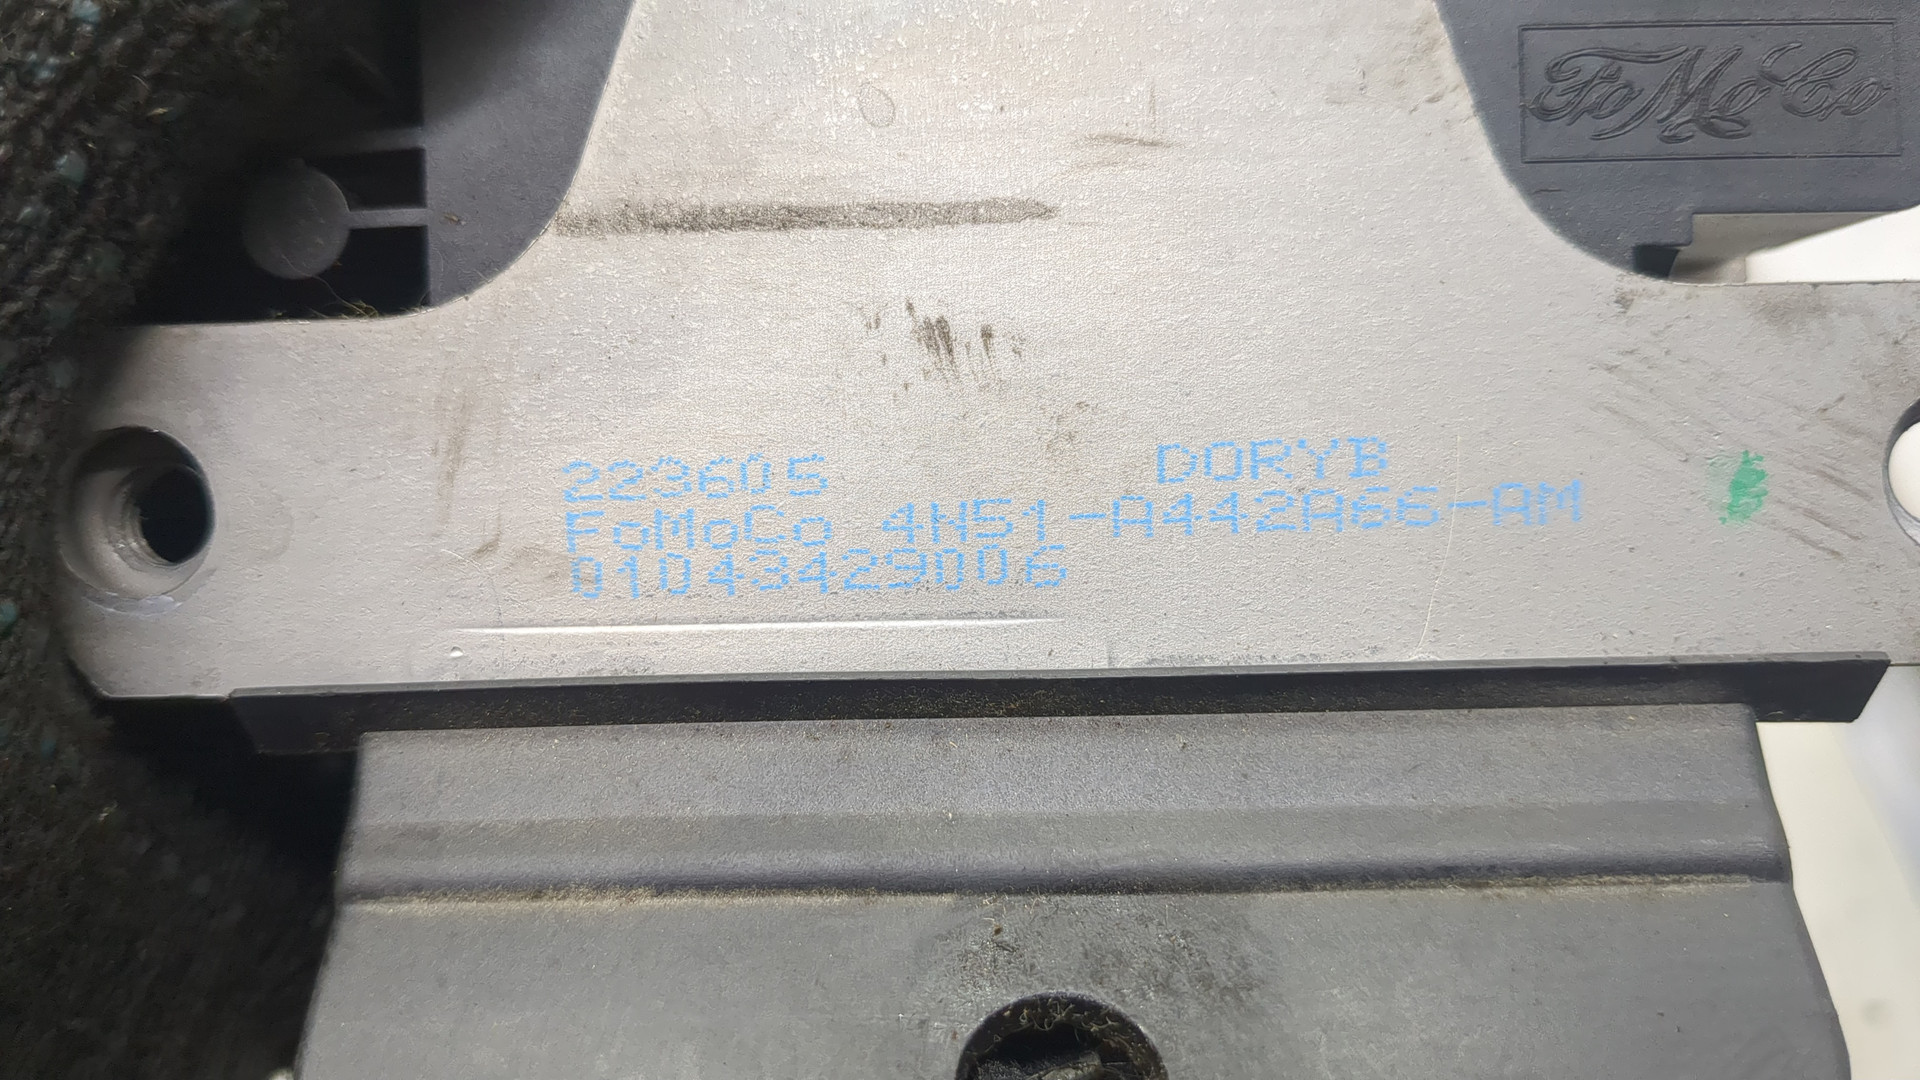 FoMoCo
223605 DORYB
FoMoCo 4N51-A442A66-AM
01043429006